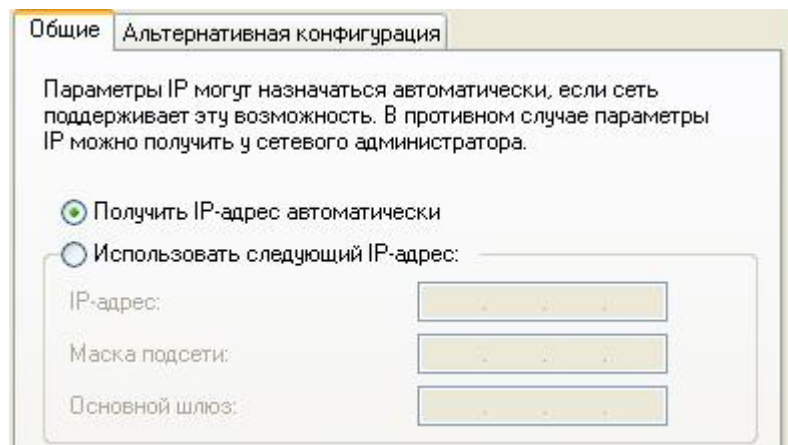 Общие
Альтернативная конфигурация
Параметры IP могут назначаться автоматически, если сеть
поддерживает эту возможность. В противном случае параметры
IP можно получить у сетевого администратора.
Получить IP-адрес автоматически
Использовать следующий IP-адрес:
IP-адрес:
Маска подсети:
Основной шлюз: